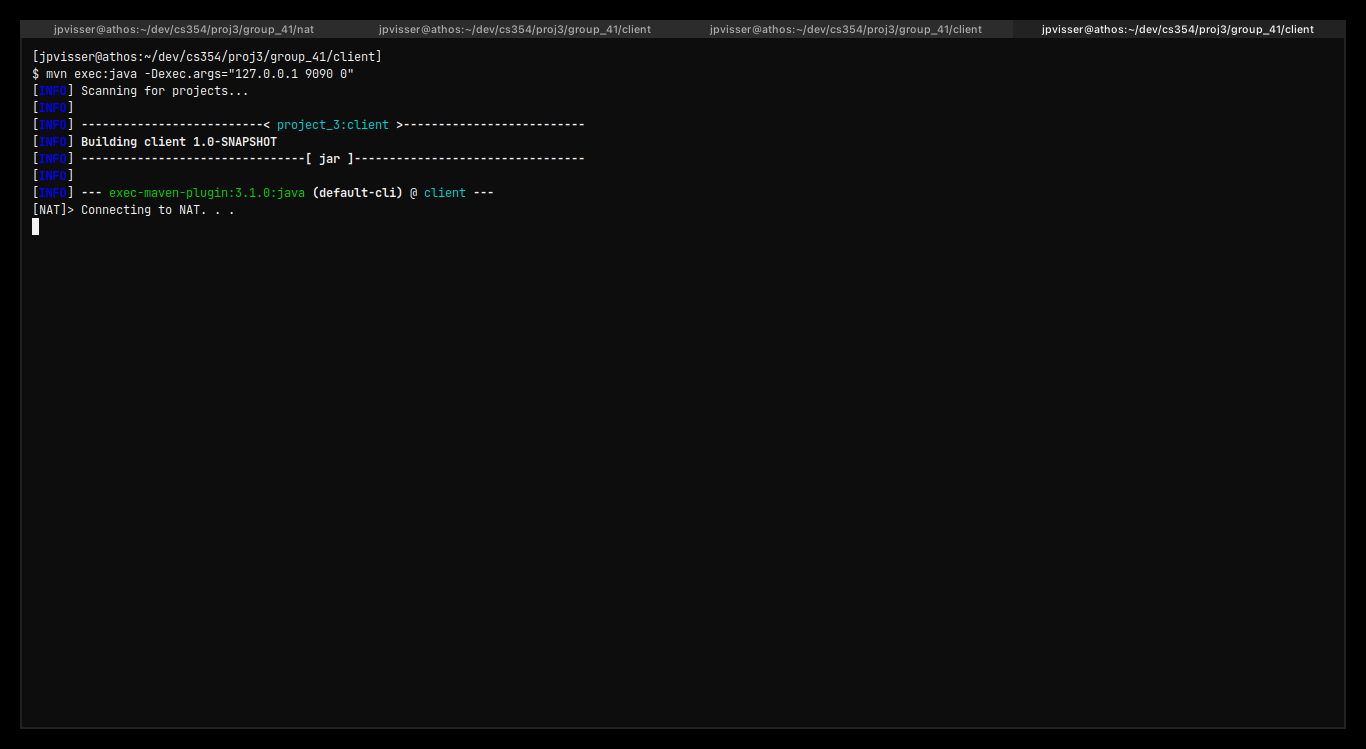 jpvisser@athos:~/dev/cs354/proj3/group_41/nat jpvisser@athos:~/dev/cs354/proj3/group_41/client jpvisser@athos:~/dev/cs354/proj3/group_41/client jpvisser@athos:~/dev/cs354/proj3/group_41/client
[jpvisser@athos:~/dev/cs354/proj3/group_41/client]
$ mvn exec:java -Dexec.args="127.0.0.1 9090 0"
[INFO] Scanning for projects...
[INFO]
[INFO] --------------------------< project_3:client >--------------------------
[INFO] Building client 1.0-SNAPSHOT
[INFO] --------------------------------[ jar ]---------------------------------
[INFO]
[INFO] --- exec-maven-plugin:3.1.0:java (default-cli) @ client ---
[NAT]> Connecting to NAT. . .